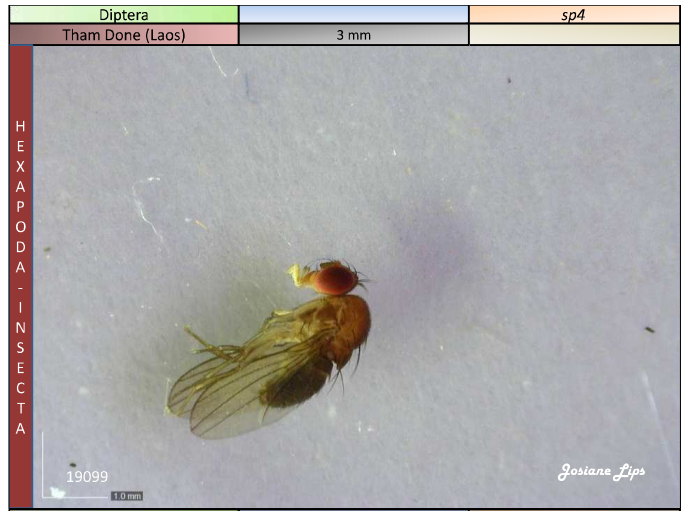 Diptera
sp4
Tham Done (Laos)
3 mm
HEXAPODA-INSECTA
19099
1.0 mm
Josiane Lips